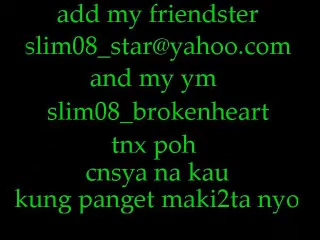 add my friendster
slim08_star@yahoo.com
and my ym
slim08_brokenheart
tnx poh
cnsya na kau
kung panget maki2ta nyo